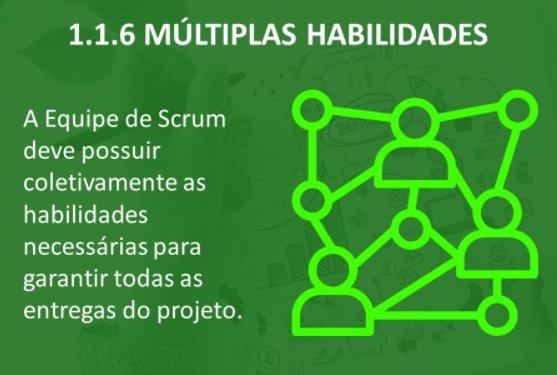 1.1.6 MÚLTIPLAS HABILIDADES
A Equipe de Scrum
deve possuir
coletivamente as
habilidades
necessárias para
garantir todas as
entregas do projeto.